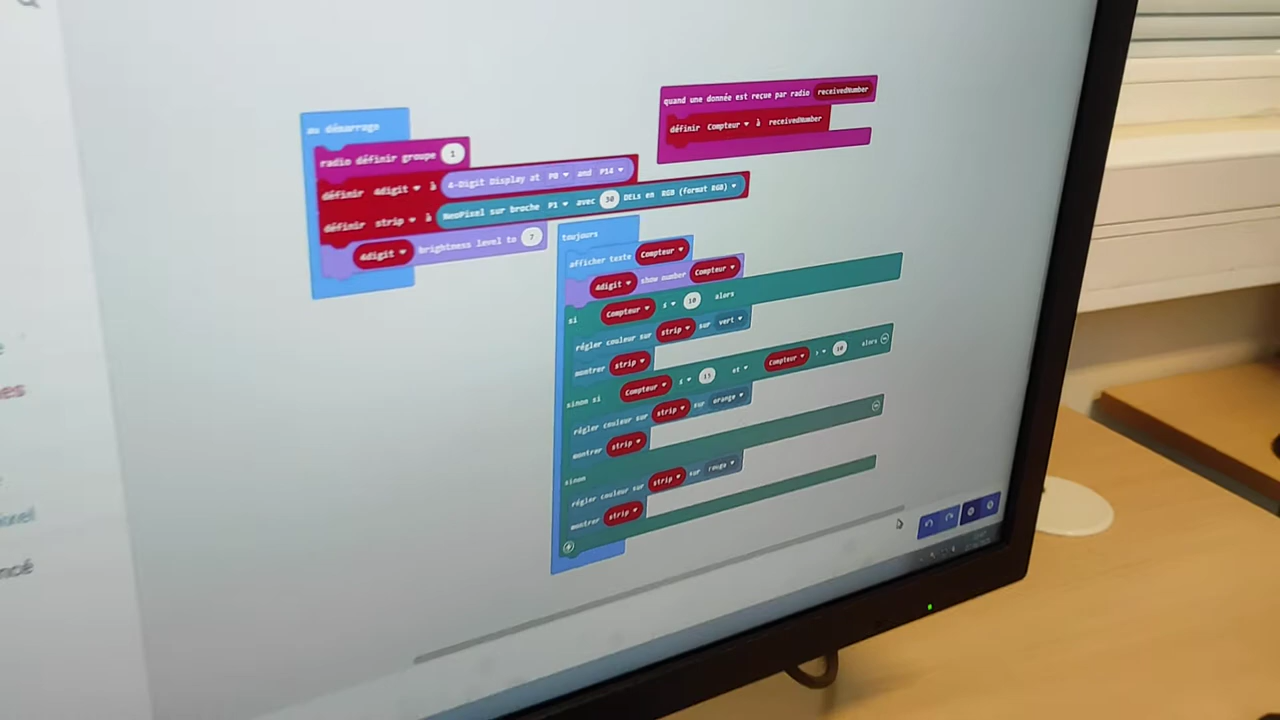 au démarrage
radio définir groupe 1
définir 4digit à 4-Digit Display at P0 and P14
définir strip à NeoPixel sur broche P1 avec 30 DELs en RGB (format RGB)
4digit brightness level to 7
quand une donnée est reçue par radio receivedNumber
définir Compteur à receivedNumber
toujours
afficher texte Compteur
4digit show number Compteur
si Compteur ≤ 10 alors
régler couleur sur strip sur vert
montrer strip
sinon si Compteur ≤ 15 et Compteur > 10 alors
régler couleur sur strip sur orange
montrer strip
sinon
régler couleur sur strip sur rouge
montrer strip